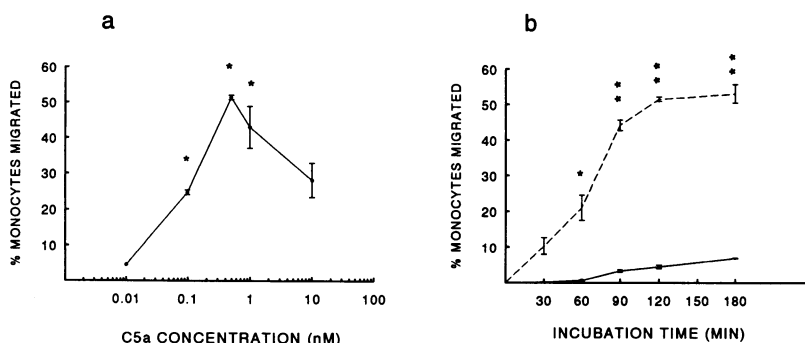 a
% MONOCYTES MIGRATED
60
50
40
30
20
10
*
*
*
0.01 0.1 1 10 100
C5a CONCENTRATION (nM)
b
% MONOCYTES MIGRATED
60
50
40
30
20
10
*
* * *
* * *
30 60 90 120 150 180
INCUBATION TIME (MIN)